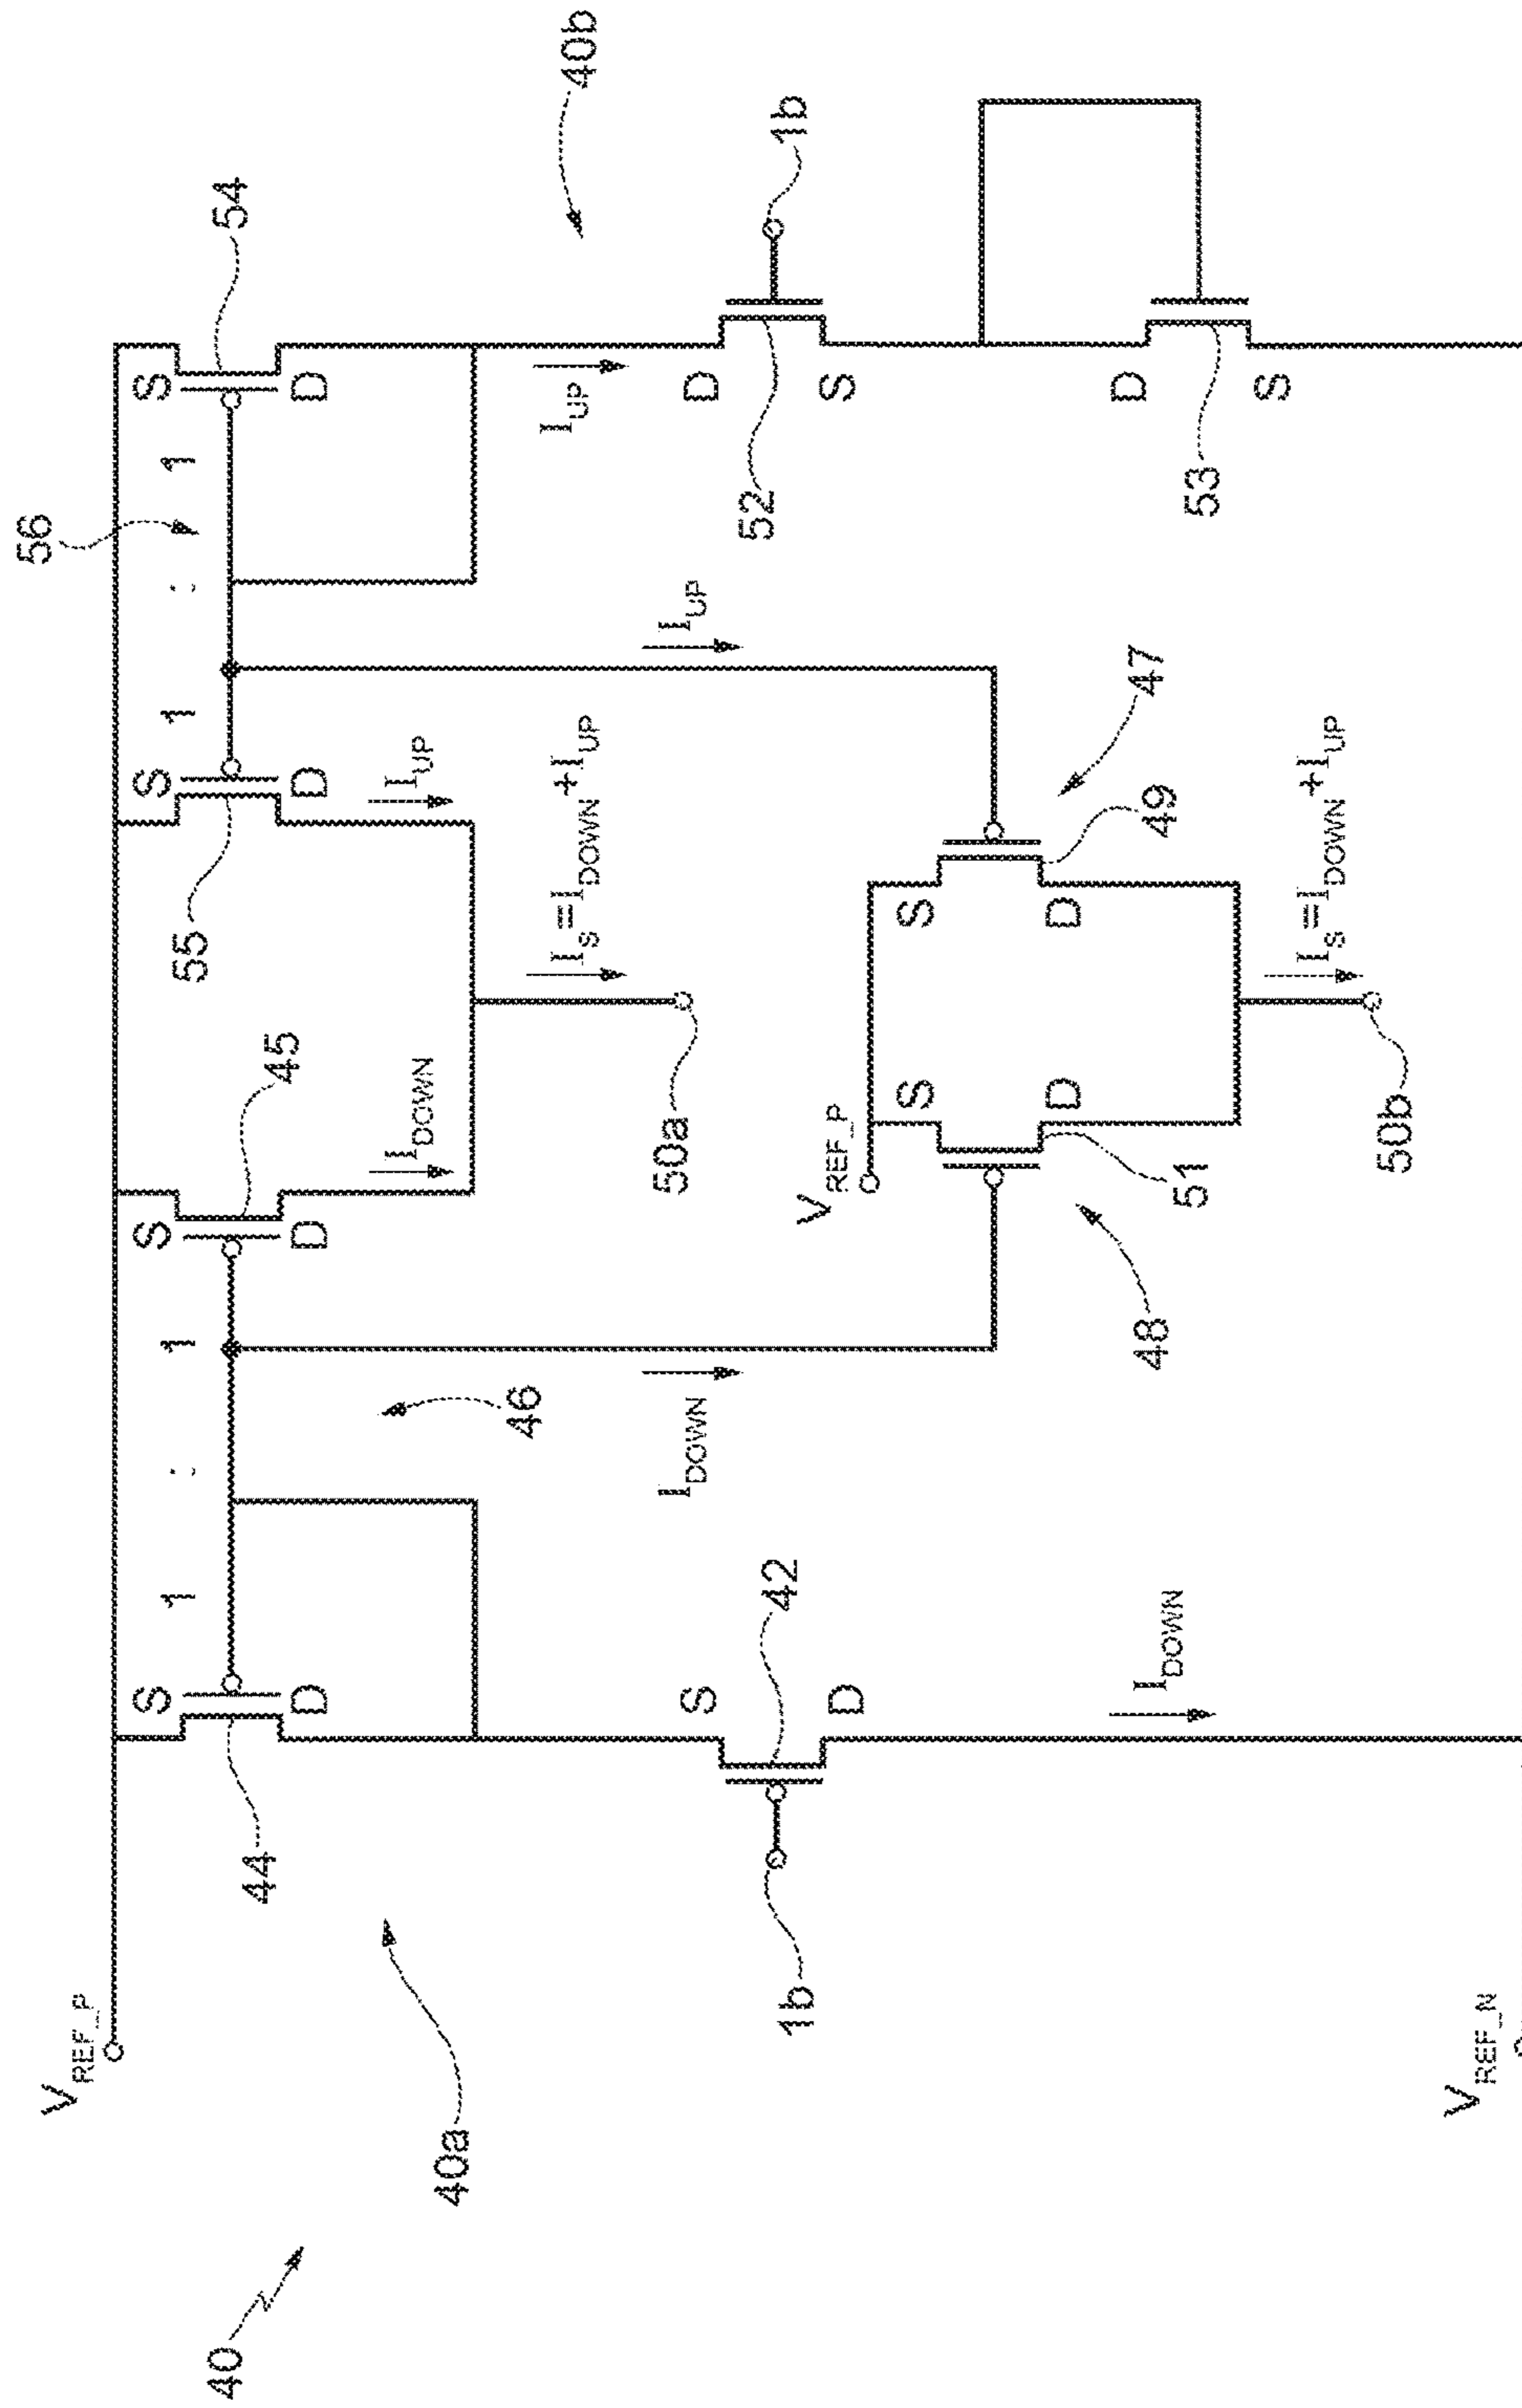 56
V_REF_P
S S S S
1 : 1 1 : 1
55
40 54
44 45
D D D D
I_DOWN I_UP
40a
46
I_S=I_DOWN+I_UP I_UP 40b
50a
I_DOWN I_UP
S D
52
42
1b 1b
V_REF_P
D S
S S
D D
D
48 47
I_DOWN 49
51 53
S
I_S=I_DOWN+I_UP
50b
V_REF_N